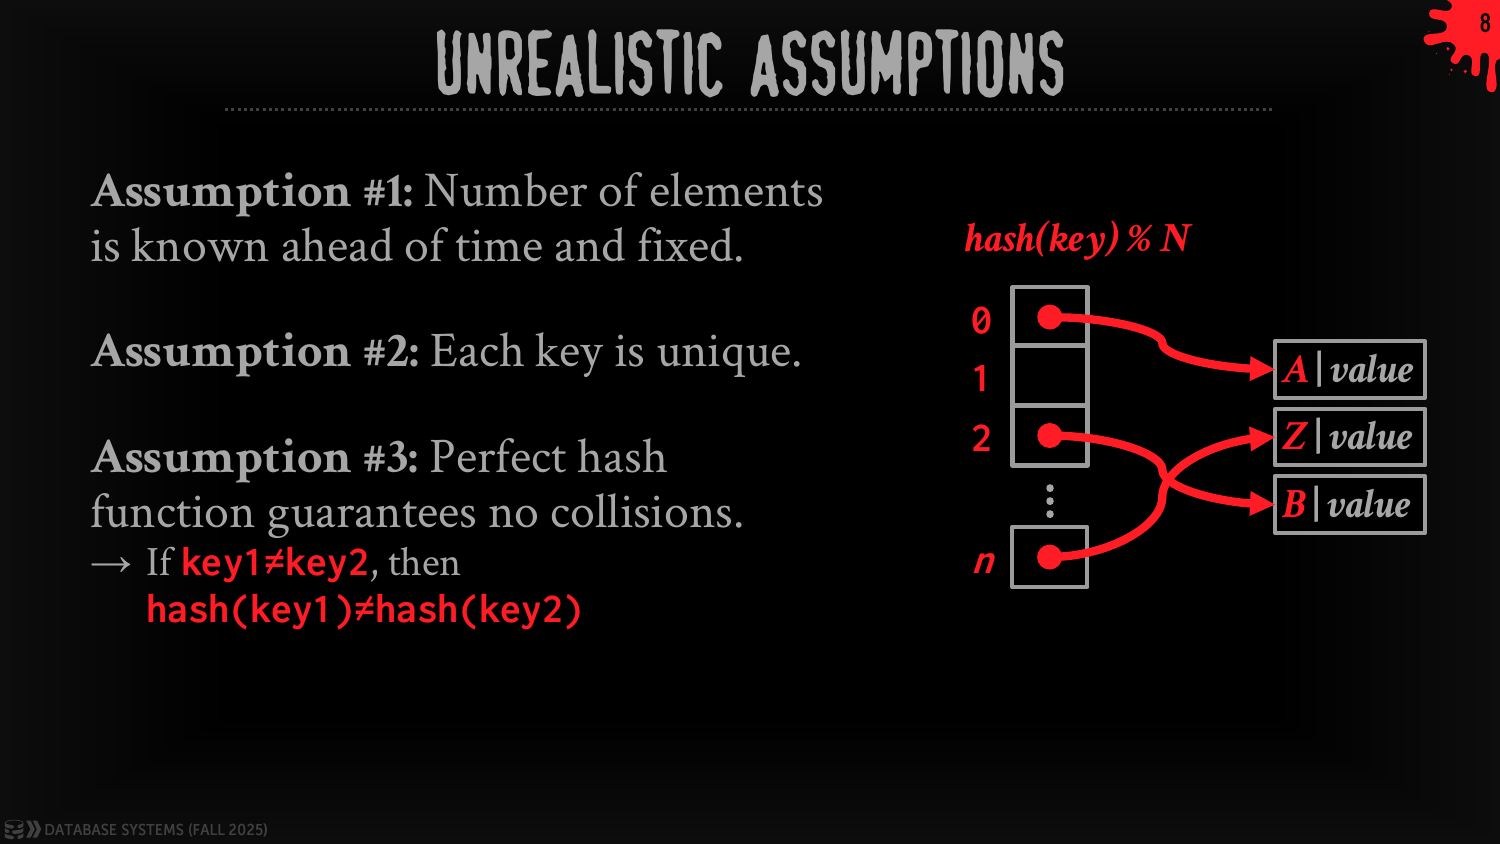 8
UNREALISTIC ASSUMPTIONS
Assumption #1: Number of elements
is known ahead of time and fixed.
Assumption #2: Each key is unique.
Assumption #3: Perfect hash
function guarantees no collisions.
→ If key1≠key2, then
hash(key1)≠hash(key2)
hash(key) % N
0
1
2
⋮
n
A | value
Z | value
B | value
DATABASE SYSTEMS (FALL 2025)